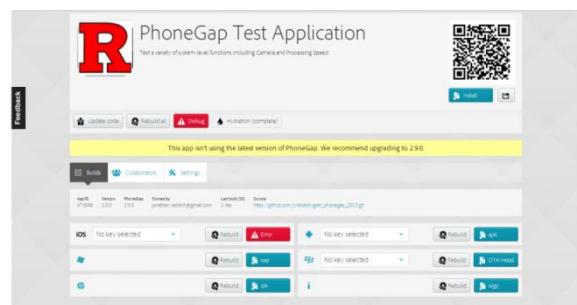 R
PhoneGap Test Application
Test a variety of system-level functions including Camera and Processing Speed
Install
Feedback
Update code Rebuild all Debug Hydration (complete)
This app isn't using the latest version of PhoneGap. We recommend upgrading to 2.9.0.
Builds Collaborators Settings
App ID Version PhoneGap Owned by Last built Source
1 day
iOS No key selected Rebuild Error
No key selected Rebuild apk
Rebuild xap
No key selected Rebuild OTA install
Rebuild ipk
Rebuild wgz